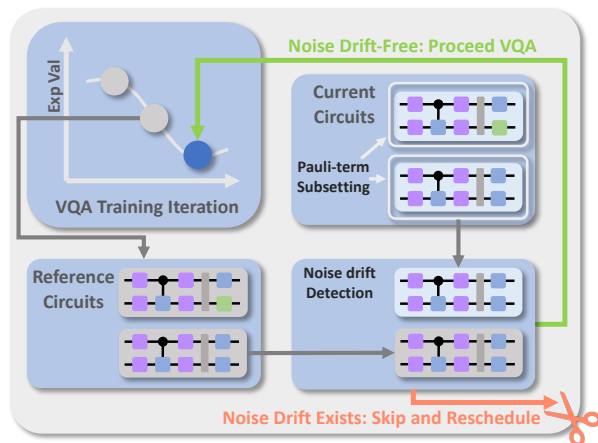 Noise Drift-Free: Proceed VQA
Exp Val
VQA Training Iteration
Current
Circuits
Pauli-term
Subsetting
Reference
Circuits
Noise drift
Detection
Noise Drift Exists: Skip and Reschedule